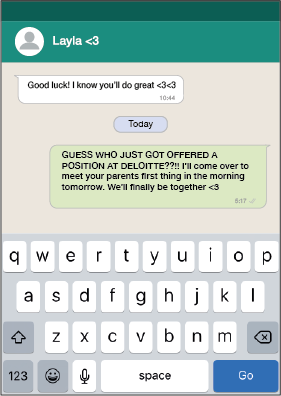 Layla <3
Good luck! I know you'll do great <3<3
10:44
Today
GUESS WHO JUST GOT OFFERED A
POSITION AT DELOITTE??!! I'll come over to
meet your parents first thing in the morning
tomorrow. We'll finally be together <3
6:17
q w e r t y u i o p
a s d f g h j k l
z x c v b n m
123 space Go